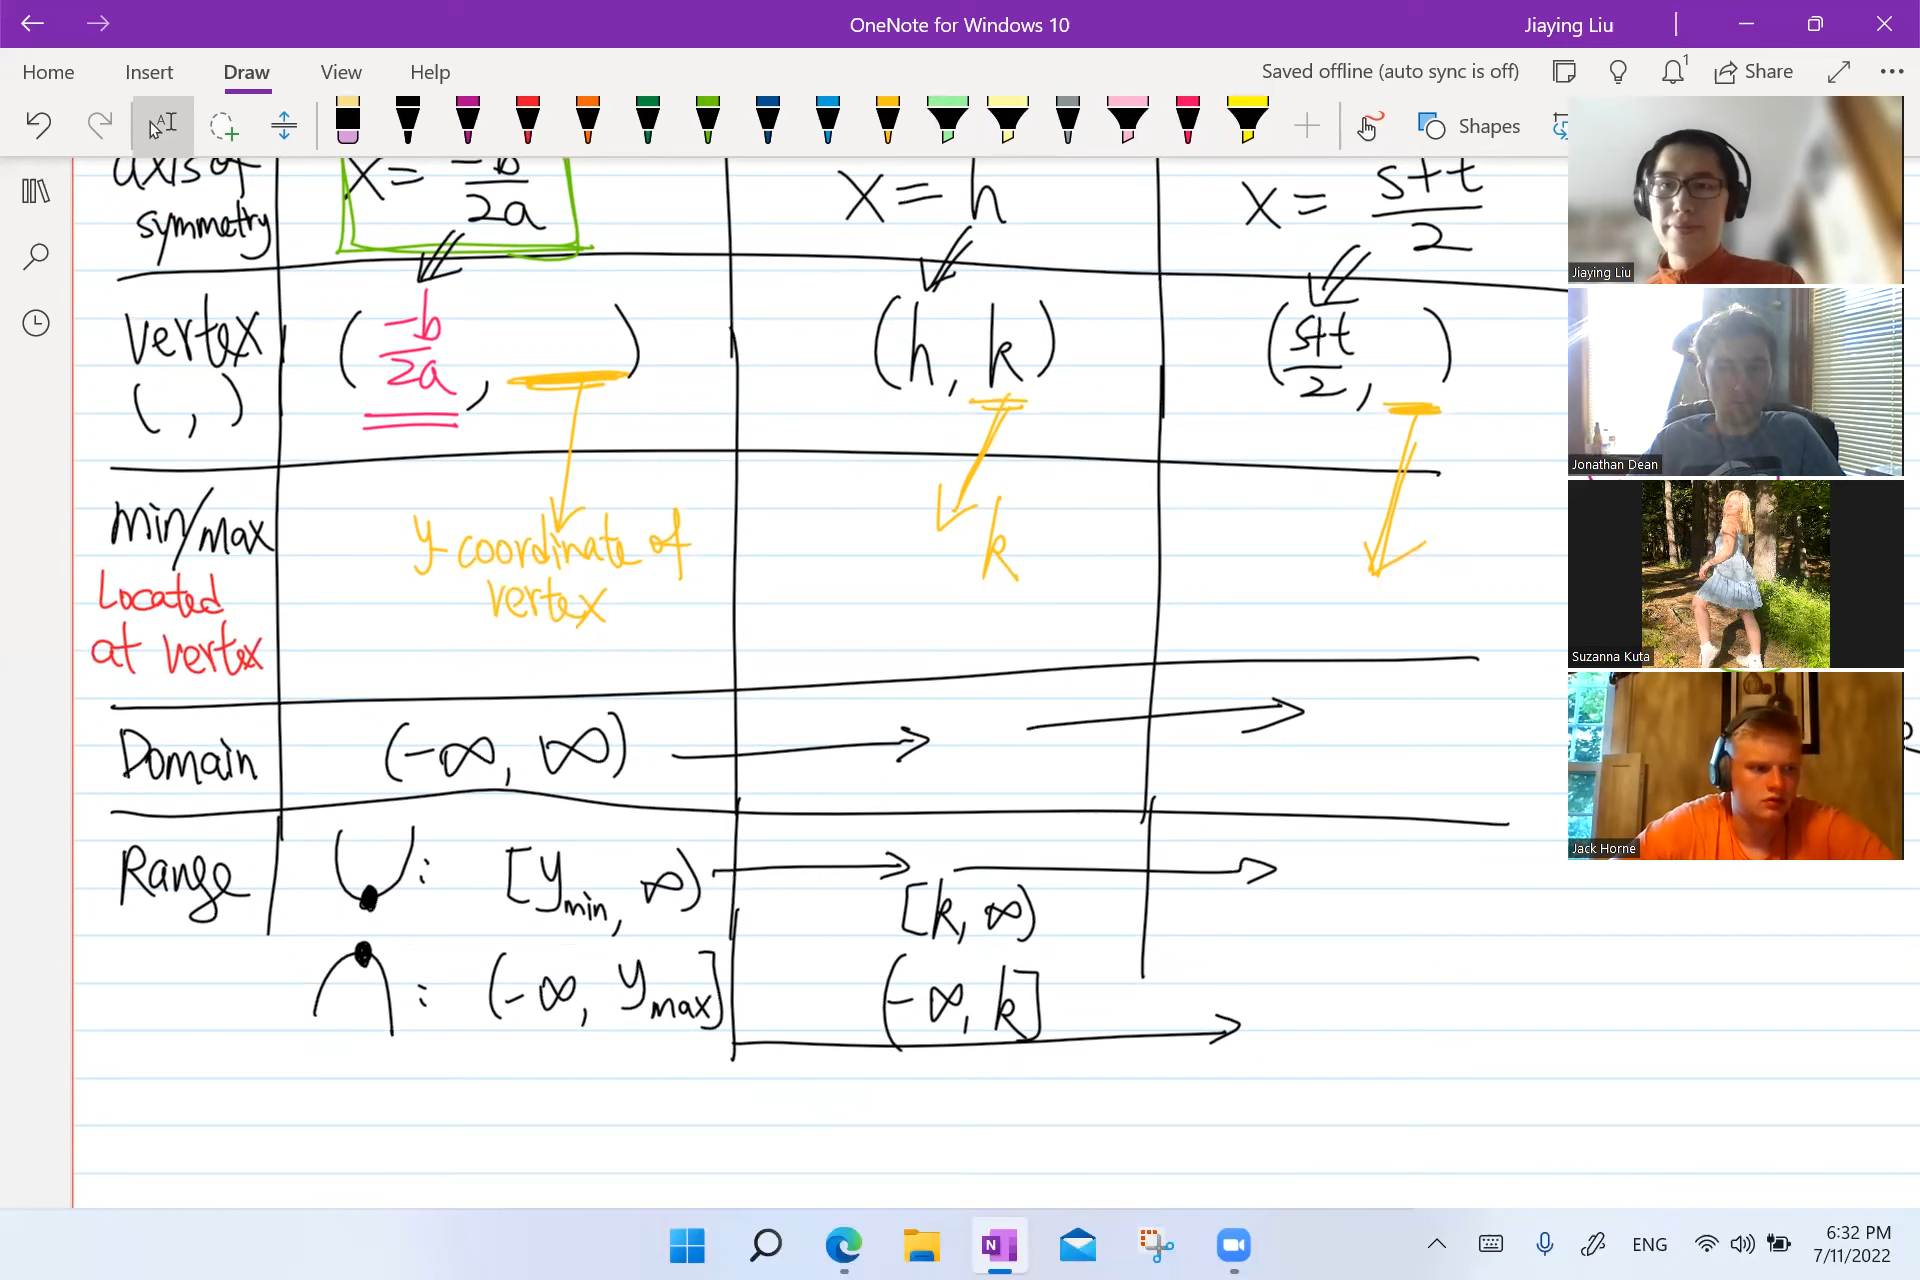 OneNote for Windows 10
Jiaying Liu
Home
Insert
Draw
View
Help
Saved offline (auto sync is off)
1
Share
Shapes
axis of
symmetry
x = -b/2a
x = h
x = s+t/2
vertex
( , )
(-b/2a, )
(h, k)
(s+t/2, )
min/max
Located
at vertex
y-coordinate of
vertex
k
Domain
(-∞, ∞)
Range
: [ymin, ∞)
[k, ∞)
: (-∞, ymax]
(-∞, k]
Jiaying Liu
Jonathan Dean
Suzanna Kuta
Jack Horne
N
ENG
6:32 PM
7/11/2022